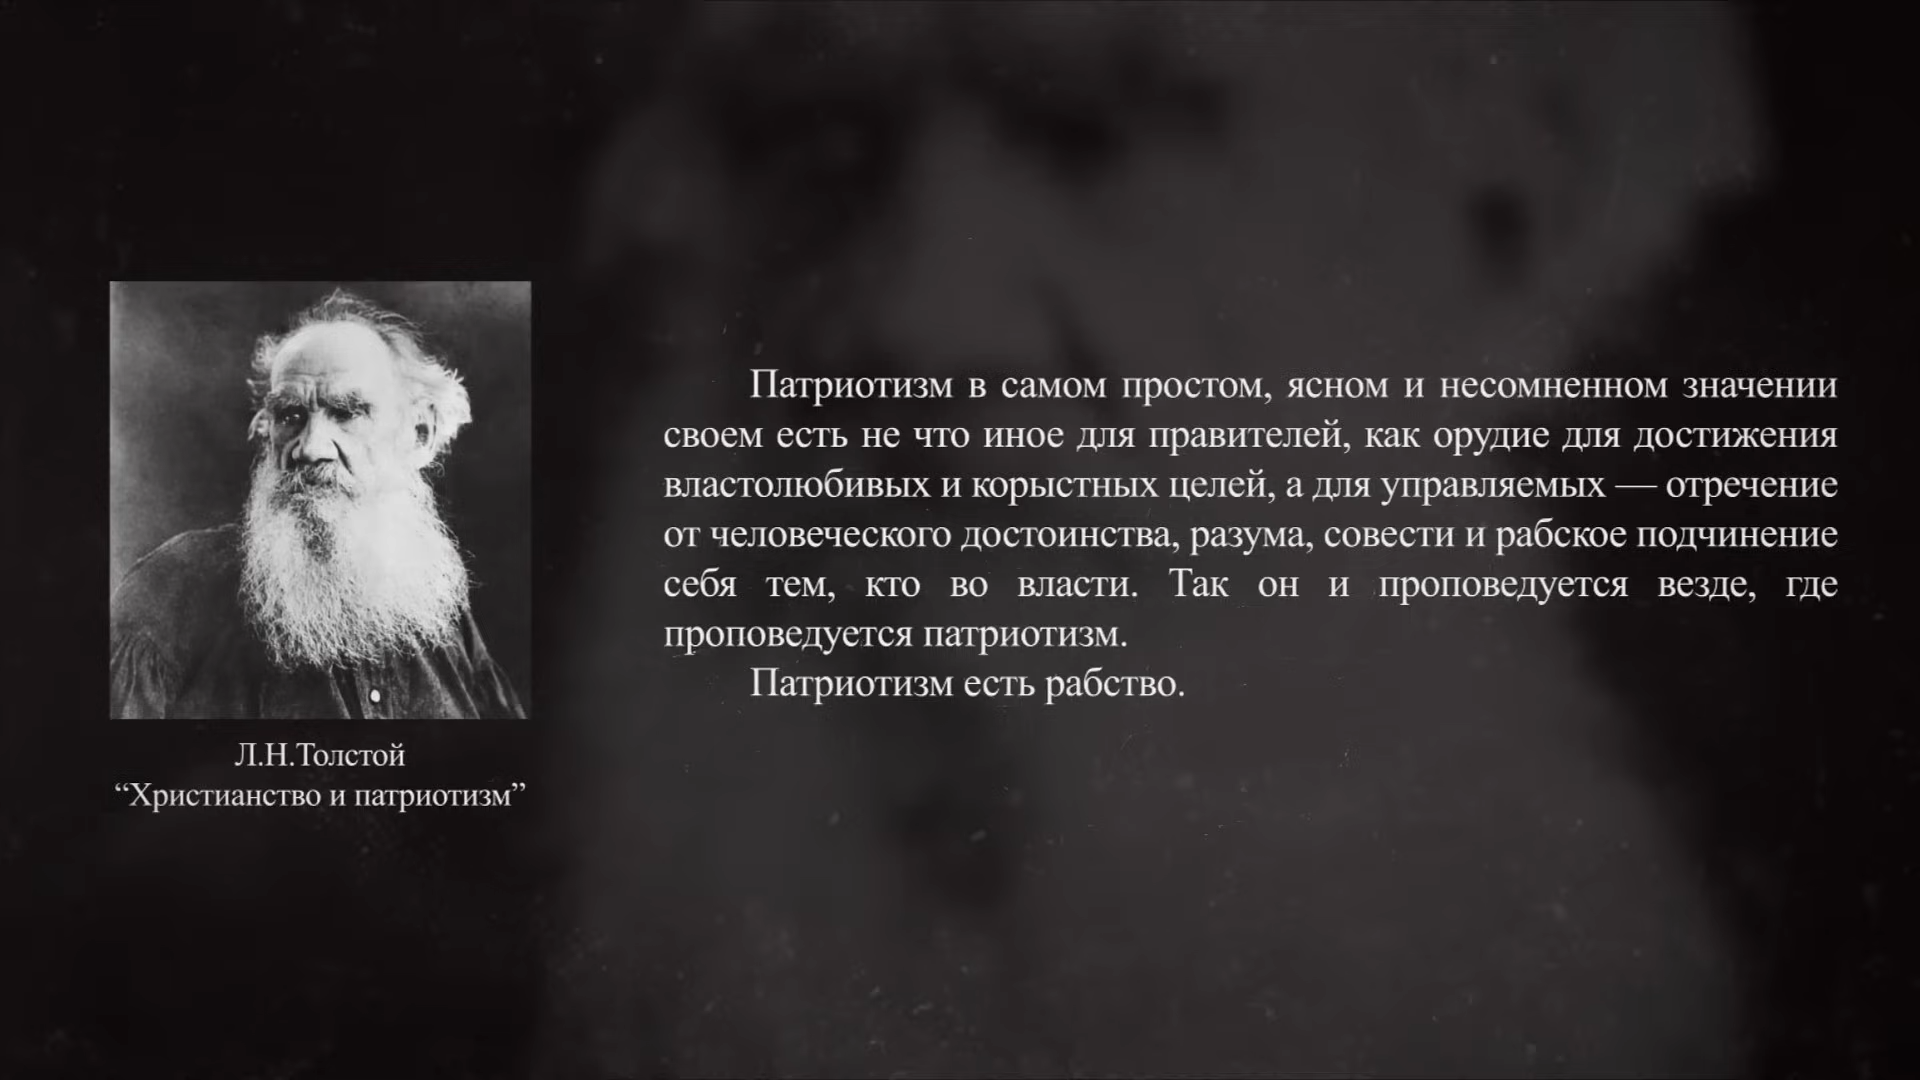 Патриотизм в самом простом, ясном и несомненном значении
своем есть не что иное для правителей, как орудие для достижения
властолюбивых и корыстных целей, а для управляемых — отречение
от человеческого достоинства, разума, совести и рабское подчинение
себя тем, кто во власти. Так он и проповедуется везде, где
проповедуется патриотизм.
Патриотизм есть рабство.
Л.Н.Толстой
“Христианство и патриотизм”